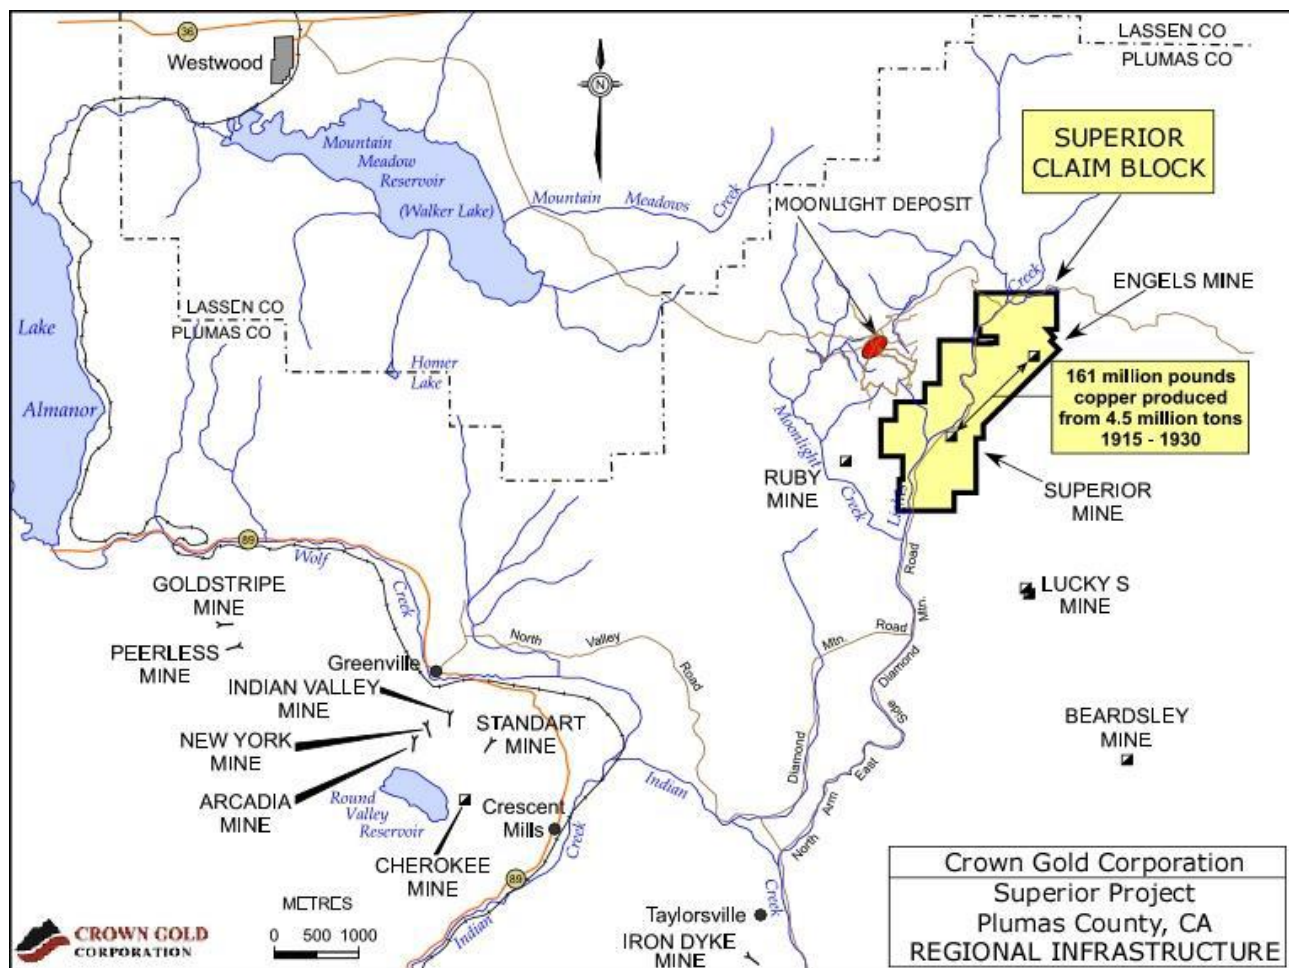 LASSEN CO
PLUMAS CO
36
Westwood
N
SUPERIOR
CLAIM BLOCK
Mountain
Meadow
Reservoir
(Walker Lake)
Mountain
Meadows
Creek
MOONLIGHT DEPOSIT
Creek
ENGELS MINE
LASSEN CO
PLUMAS CO
Lake
Almanor
Homer
Lake
161 million pounds
copper produced
from 4.5 million tons
1915 - 1930
Moonlight
Creek
RUBY
MINE
Lights
SUPERIOR
MINE
89
Wolf
Creek
Road
Mtn.
Diamond
Side
East
Arm
North
GOLDSTRIPE
MINE
PEERLESS
MINE
LUCKY S
MINE
North
Valley
Road
Mtn.
Road
Diamond
Greenville
INDIAN VALLEY
MINE
NEW YORK
MINE
STANDART
MINE
ARCADIA
MINE
BEARDSLEY
MINE
Round
Valley
Reservoir
Crescent
Mills
CHEROKEE
MINE
Indian
Creek
89
Creek
Indian
Taylorsville
IRON DYKE
MINE
METRES
0 500 1000
CROWN GOLD
CORPORATION
Crown Gold Corporation
Superior Project
Plumas County, CA
REGIONAL INFRASTRUCTURE